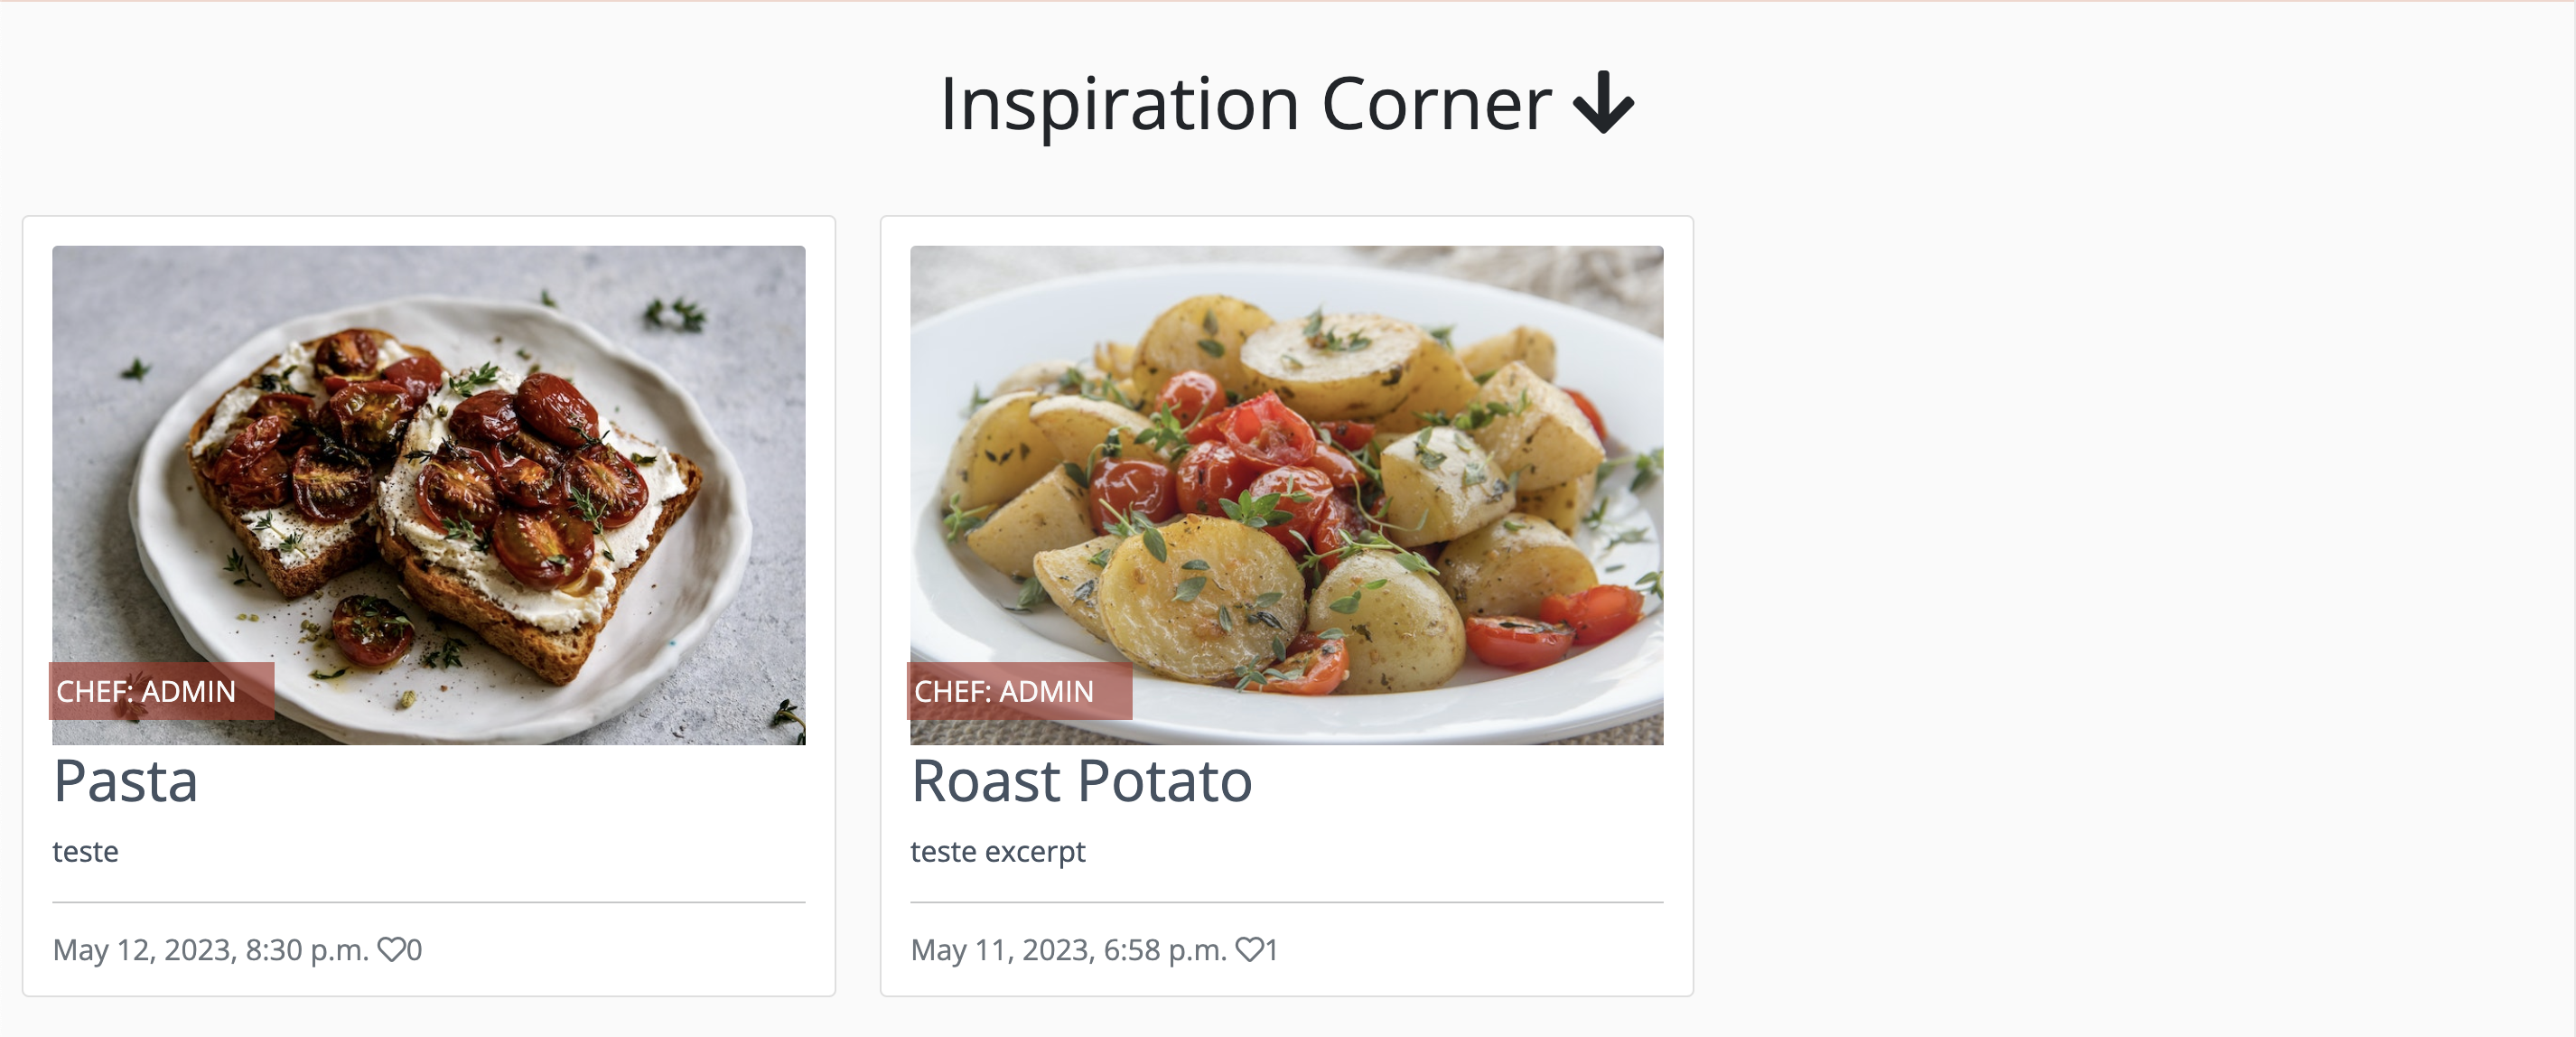 Inspiration Corner
CHEF: ADMIN
Pasta
teste
May 12, 2023, 8:30 p.m. 0
CHEF: ADMIN
Roast Potato
teste excerpt
May 11, 2023, 6:58 p.m. 1